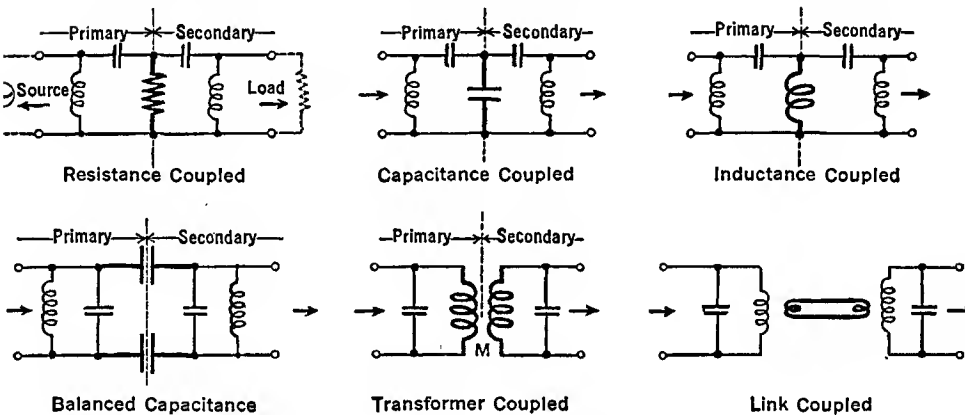 Primary Secondary
Primary Secondary
Primary Secondary
Source
Load
Resistance Coupled
Capacitance Coupled
Inductance Coupled
Primary Secondary
Primary Secondary
M
Balanced Capacitance
Transformer Coupled
Link Coupled